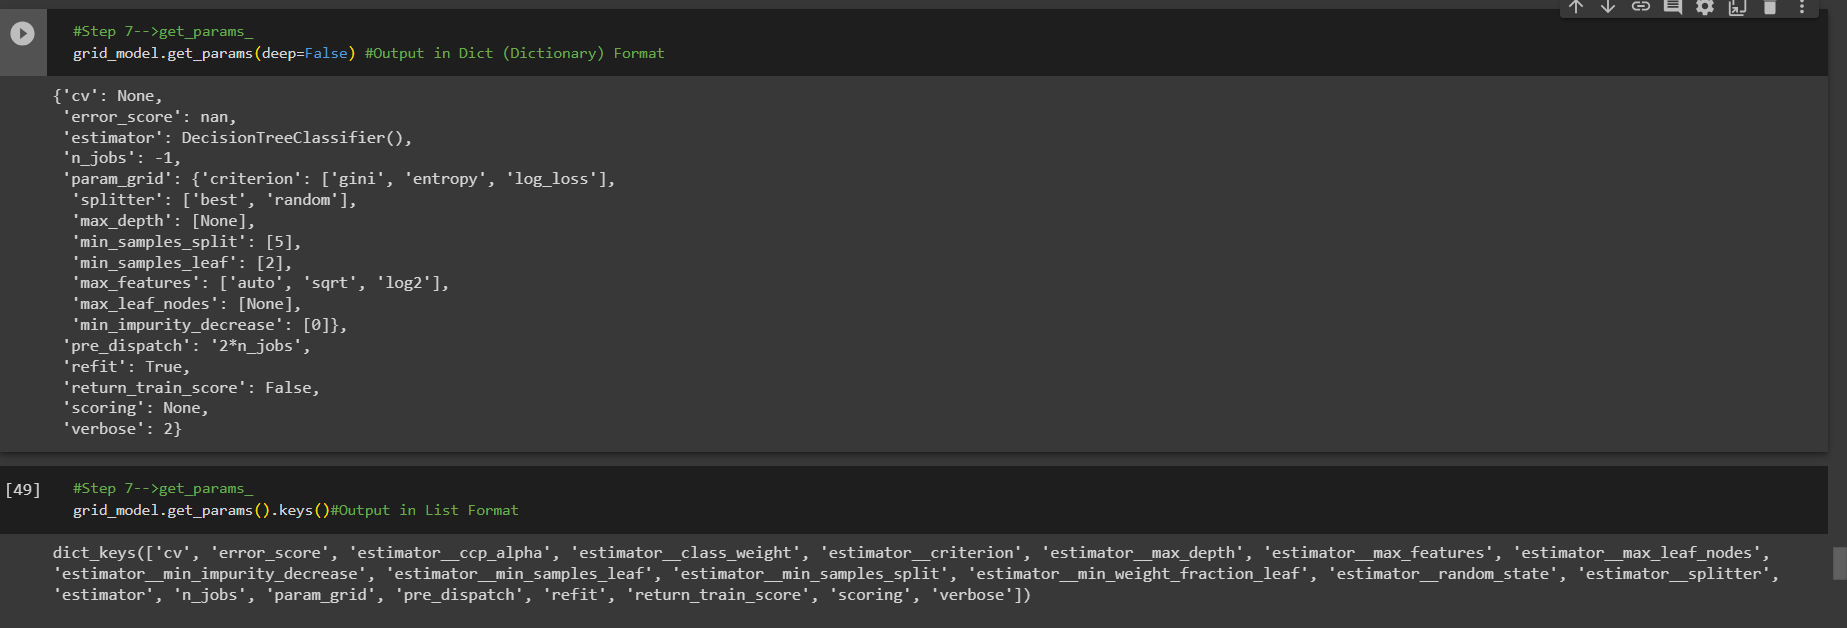 #Step 7-->get_params_
grid_model.get_params(deep=False) #Output in Dict (Dictionary) Format
{'cv': None,
 'error_score': nan,
 'estimator': DecisionTreeClassifier(),
 'n_jobs': -1,
 'param_grid': {'criterion': ['gini', 'entropy', 'log_loss'],
  'splitter': ['best', 'random'],
  'max_depth': [None],
  'min_samples_split': [5],
  'min_samples_leaf': [2],
  'max_features': ['auto', 'sqrt', 'log2'],
  'max_leaf_nodes': [None],
  'min_impurity_decrease': [0]},
 'pre_dispatch': '2*n_jobs',
 'refit': True,
 'return_train_score': False,
 'scoring': None,
 'verbose': 2}
[49] #Step 7-->get_params_
grid_model.get_params().keys()#Output in List Format
dict_keys(['cv', 'error_score', 'estimator__ccp_alpha', 'estimator__class_weight', 'estimator__criterion', 'estimator__max_depth', 'estimator__max_features', 'estimator__max_leaf_nodes',
'estimator__min_impurity_decrease', 'estimator__min_samples_leaf', 'estimator__min_samples_split', 'estimator__min_weight_fraction_leaf', 'estimator__random_state', 'estimator__splitter',
'estimator', 'n_jobs', 'param_grid', 'pre_dispatch', 'refit', 'return_train_score', 'scoring', 'verbose'])